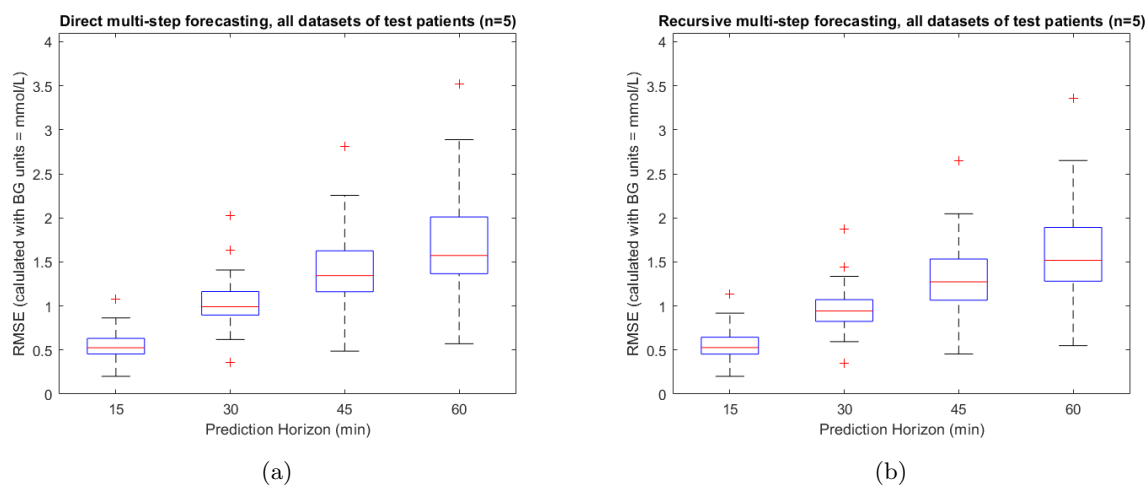 Direct multi-step forecasting, all datasets of test patients (n=5)
4
3.5
3
2.5
2
1.5
1
0.5
0
RMSE (calulated with BG units = mmol/L)
15 30 45 60
Prediction Horizon (min)
(a)
Recursive multi-step forecasting, all datasets of test patients (n=5)
4
3.5
3
2.5
2
1.5
1
0.5
0
RMSE (calulated with BG units = mmol/L)
15 30 45 60
Prediction Horizon (min)
(b)